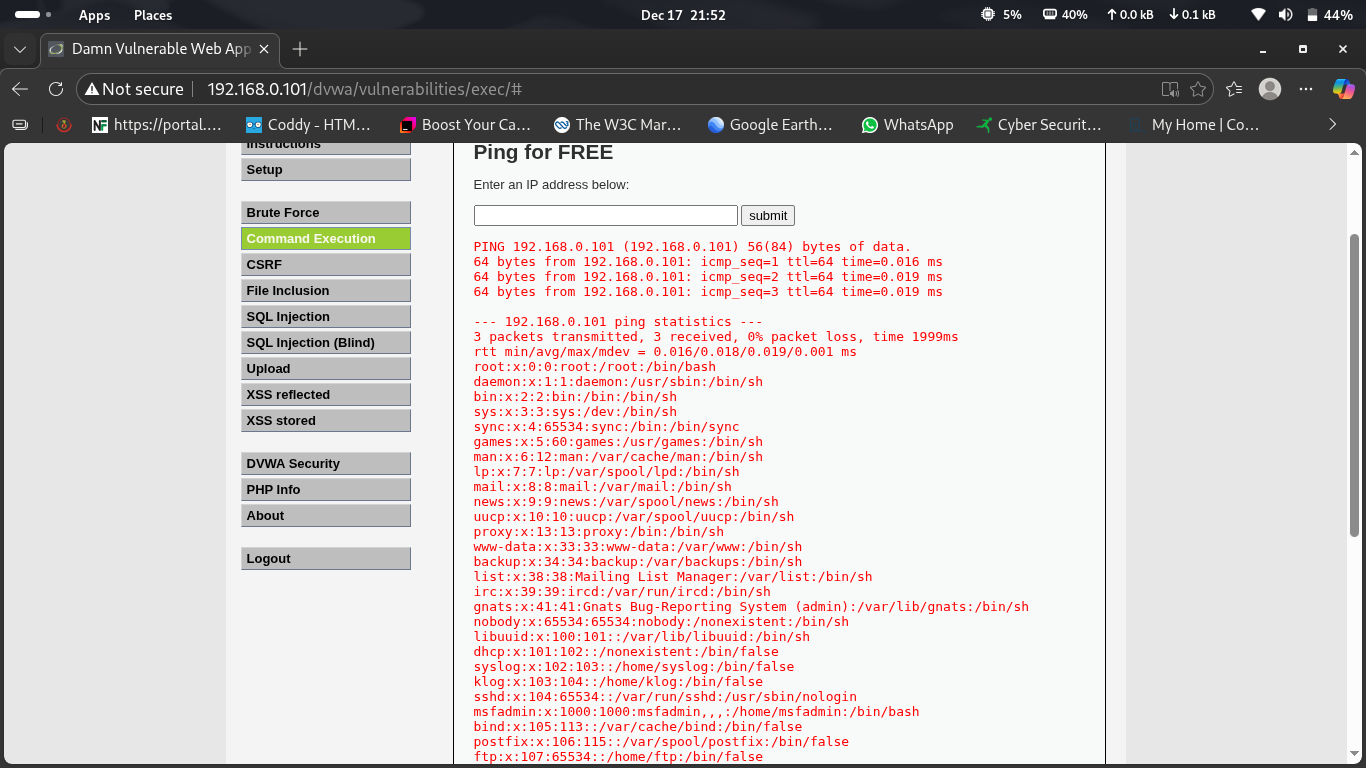 Apps Places Dec 17 21:52 5% 40% 0.0 kB 0.1 kB 44%
Damn Vulnerable Web App
Not secure 192.168.0.101/dvwa/vulnerabilities/exec/#
https://portal.... Coddy - HTM... Boost Your Ca... The W3C Mar... Google Earth... WhatsApp Cyber Securit... My Home | Co...
Instructions
Setup
Brute Force
Command Execution
CSRF
File Inclusion
SQL Injection
SQL Injection (Blind)
Upload
XSS reflected
XSS stored
DVWA Security
PHP Info
About
Logout
Ping for FREE
Enter an IP address below:
submit
PING 192.168.0.101 (192.168.0.101) 56(84) bytes of data.
64 bytes from 192.168.0.101: icmp_seq=1 ttl=64 time=0.016 ms
64 bytes from 192.168.0.101: icmp_seq=2 ttl=64 time=0.019 ms
64 bytes from 192.168.0.101: icmp_seq=3 ttl=64 time=0.019 ms
--- 192.168.0.101 ping statistics ---
3 packets transmitted, 3 received, 0% packet loss, time 1999ms
rtt min/avg/max/mdev = 0.016/0.018/0.019/0.001 ms
root:x:0:0:root:/root:/bin/bash
daemon:x:1:1:daemon:/usr/sbin:/bin/sh
bin:x:2:2:bin:/bin:/bin/sh
sys:x:3:3:sys:/dev:/bin/sh
sync:x:4:65534:sync:/bin:/bin/sync
games:x:5:60:games:/usr/games:/bin/sh
man:x:6:12:man:/var/cache/man:/bin/sh
lp:x:7:7:lp:/var/spool/lpd:/bin/sh
mail:x:8:8:mail:/var/mail:/bin/sh
news:x:9:9:news:/var/spool/news:/bin/sh
uucp:x:10:10:uucp:/var/spool/uucp:/bin/sh
proxy:x:13:13:proxy:/bin:/bin/sh
www-data:x:33:33:www-data:/var/www:/bin/sh
backup:x:34:34:backup:/var/backups:/bin/sh
list:x:38:38:Mailing List Manager:/var/list:/bin/sh
irc:x:39:39:ircd:/var/run/ircd:/bin/sh
gnats:x:41:41:Gnats Bug-Reporting System (admin):/var/lib/gnats:/bin/sh
nobody:x:65534:65534:nobody:/nonexistent:/bin/sh
libuuid:x:100:101::/var/lib/libuuid:/bin/sh
dhcp:x:101:102::/nonexistent:/bin/false
syslog:x:102:103::/home/syslog:/bin/false
klog:x:103:104::/home/klog:/bin/false
sshd:x:104:65534::/var/run/sshd:/usr/sbin/nologin
msfadmin:x:1000:1000:msfadmin,,,:/home/msfadmin:/bin/bash
bind:x:105:113::/var/cache/bind:/bin/false
postfix:x:106:115::/var/spool/postfix:/bin/false
ftp:x:107:65534::/home/ftp:/bin/false